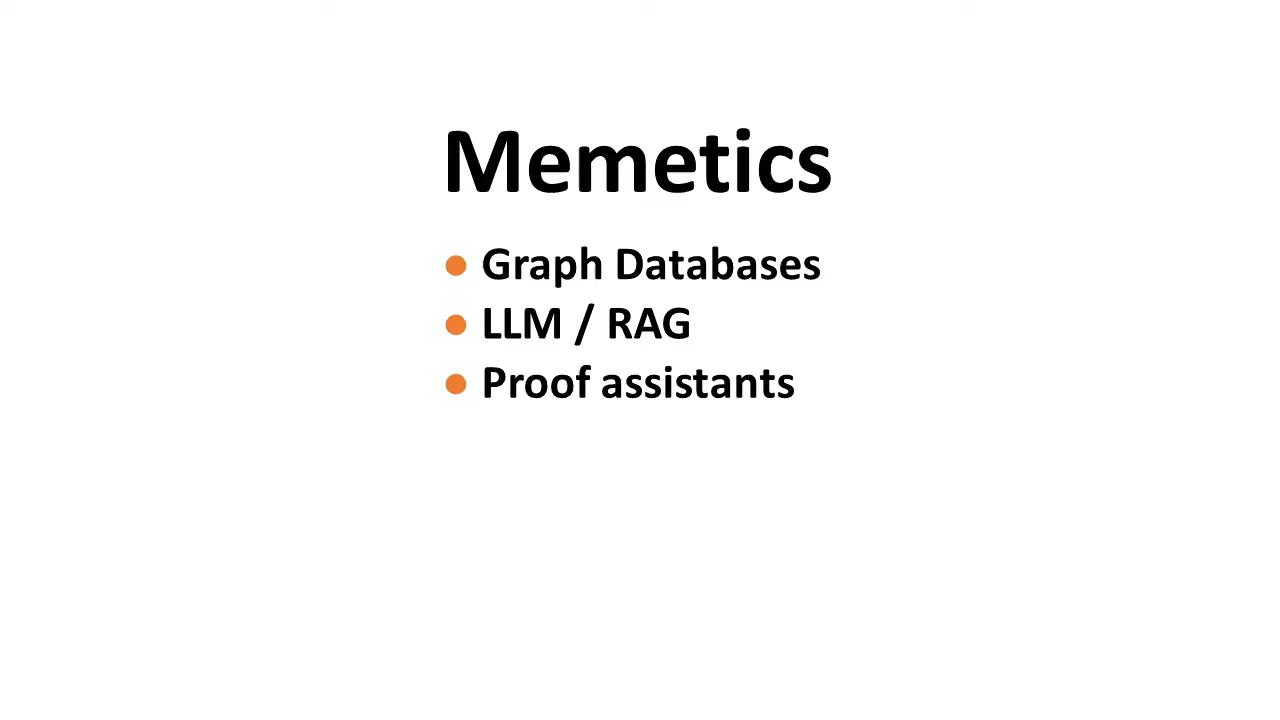 Memetics
● Graph Databases
● LLM / RAG
● Proof assistants